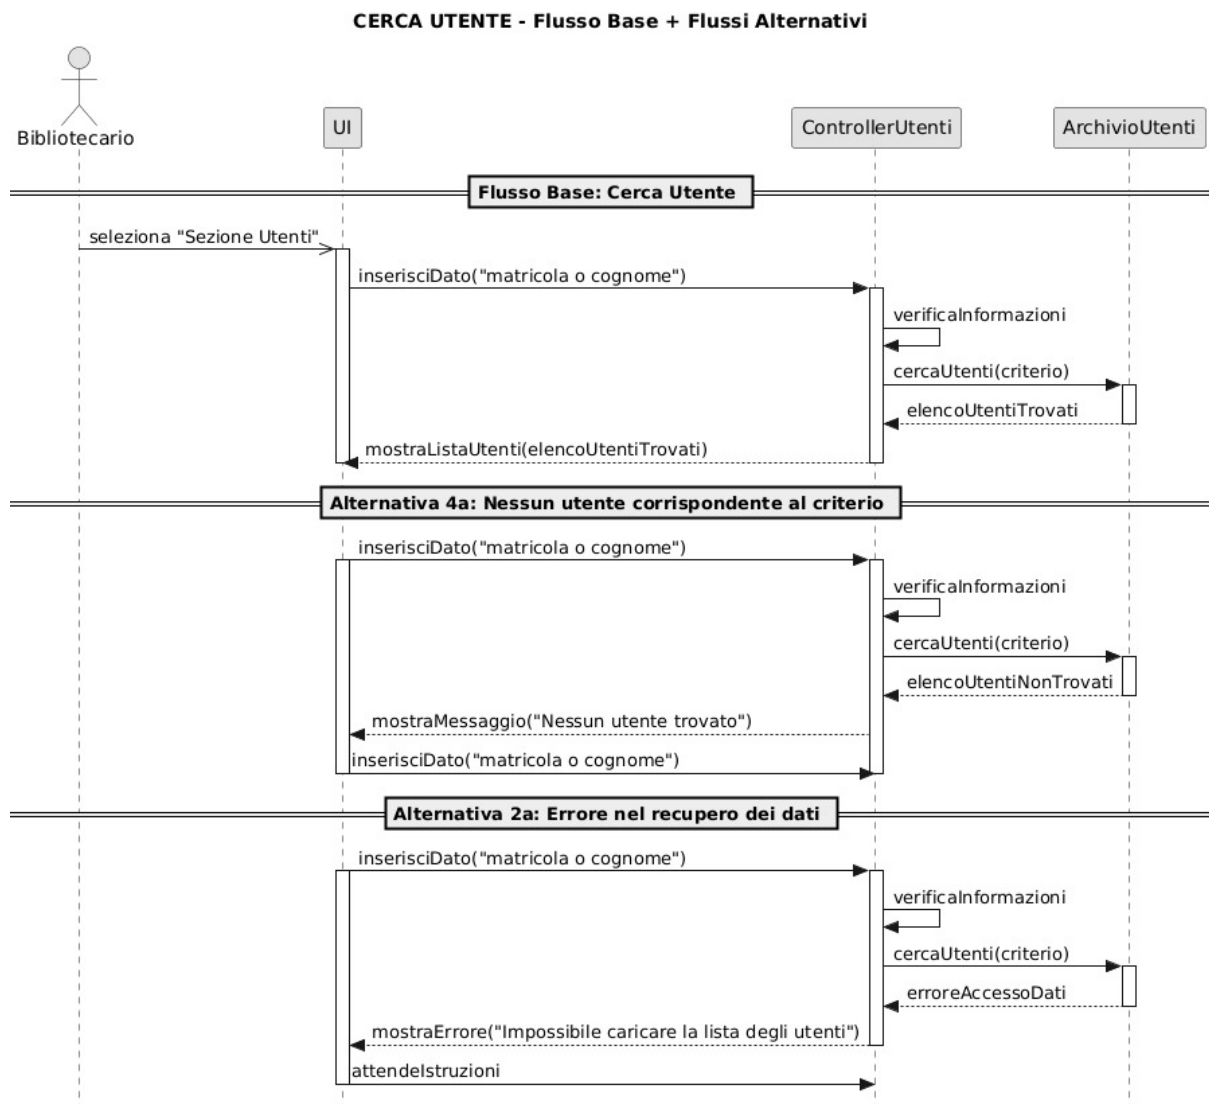 CERCA UTENTE - Flusso Base + Flussi Alternativi
Bibliotecario
UI
ControllerUtenti
ArchivioUtenti
Flusso Base: Cerca Utente
seleziona "Sezione Utenti"
inserisciDato("matricola o cognome")
verificaInformazioni
cercaUtenti(criterio)
elencoUtentiTrovati
mostraListaUtenti(elencoUtentiTrovati)
Alternativa 4a: Nessun utente corrispondente al criterio
inserisciDato("matricola o cognome")
verificaInformazioni
cercaUtenti(criterio)
elencoUtentiNonTrovati
mostraMessaggio("Nessun utente trovato")
inserisciDato("matricola o cognome")
Alternativa 2a: Errore nel recupero dei dati
inserisciDato("matricola o cognome")
verificaInformazioni
cercaUtenti(criterio)
erroreAccessoDati
mostraErrore("Impossibile caricare la lista degli utenti")
attendeIstruzioni